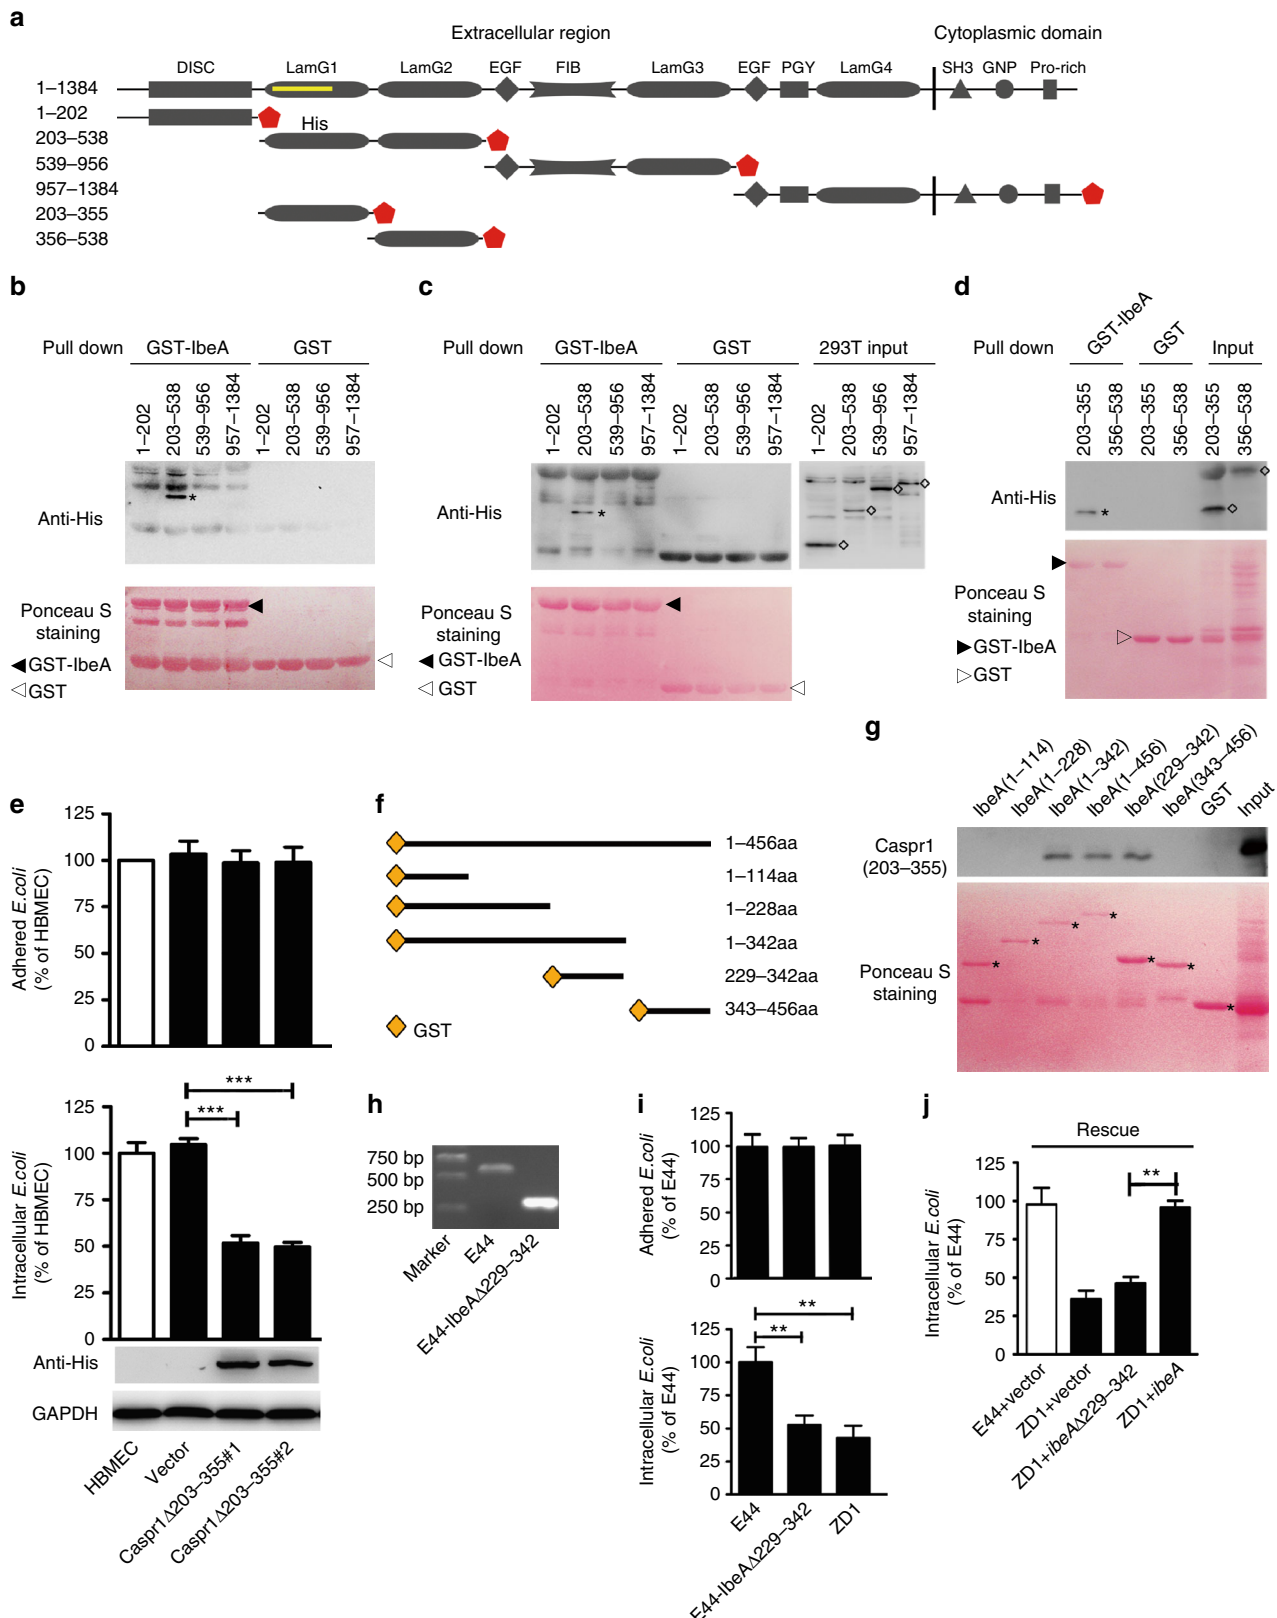 a
Extracellular region
Cytoplasmic domain
DISC LamG1 LamG2 EGF FIB LamG3 EGF PGY LamG4 SH3 GNP Pro-rich
1–1384
1–202
His
203–538
539–956
957–1384
203–355
356–538
b
Pull down GST-IbeA GST
1–202 203–538 539–956 957–1384 1–202 203–538 539–956 957–1384
*
Anti-His
Ponceau S
staining
GST-IbeA
GST
c
Pull down GST-IbeA GST 293T input
1–202 203–538 539–956 957–1384 1–202 203–538 539–956 957–1384 1–202 203–538 539–956 957–1384
*
Anti-His
Ponceau S
staining
GST-IbeA
GST
d
Pull down GST-IbeA GST Input
203–355 356–538 203–355 356–538 203–355 356–538
*
Anti-His
Ponceau S
staining
GST-IbeA
GST
e
Adhered E.coli
(% of HBMEC)
125
100
75
50
25
0
***
***
Intracellular E.coli
(% of HBMEC)
125
100
75
50
25
0
Anti-His
GAPDH
HBMEC
Vector
Caspr1Δ203–355#1
Caspr1Δ203–355#2
f
1–456aa
1–114aa
1–228aa
1–342aa
229–342aa
343–456aa
GST
g
IbeA(1–114)
IbeA(1–228)
IbeA(1–342)
IbeA(1–456)
IbeA(229–342)
IbeA(343–456)
GST
Input
Caspr1
(203–355)
Ponceau S
staining
* * * * * * *
h
750 bp
500 bp
250 bp
Marker
E44
E44-IbeAΔ229–342
i
Adhered E.coli
(% of E44)
125
100
75
50
25
0
**
**
Intracellular E.coli
(% of E44)
125
100
75
50
25
0
E44
E44-IbeAΔ229–342
ZD1
j
Rescue
**
Intracellular E.coli
(% of E44)
125
100
75
50
25
0
E44+vector
ZD1+vector
ZD1+ibeAΔ229–342
ZD1+ibeA